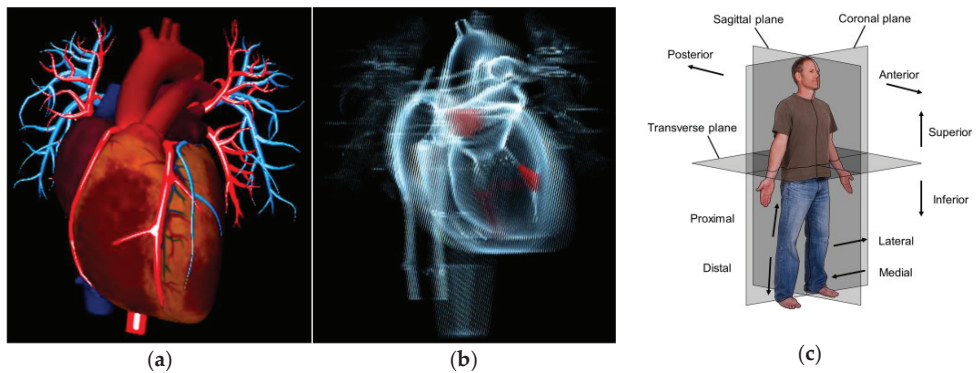 Sagittal plane
Coronal plane
Posterior
Anterior
Transverse plane
Superior
Inferior
Proximal
Lateral
Distal
Medial
(a)
(b)
(c)